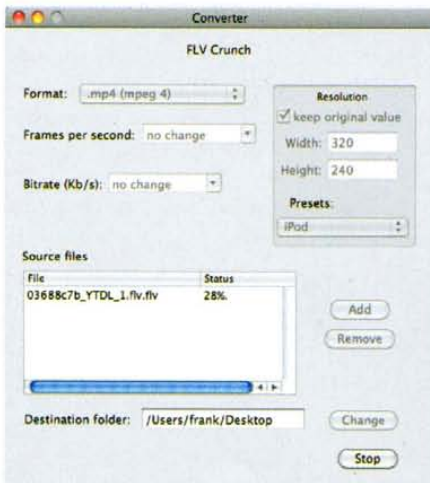 Converter
FLV Crunch
Format: .mp4 (mpeg 4)
Resolution
keep original value
Frames per second: no change
Width: 320
Height: 240
Bitrate (Kb/s): no change
Presets:
iPod
Source files
File Status
03688c7b_YTDL_1.flv.flv 28%
Add
Remove
Destination folder: /Users/frank/Desktop
Change
Stop